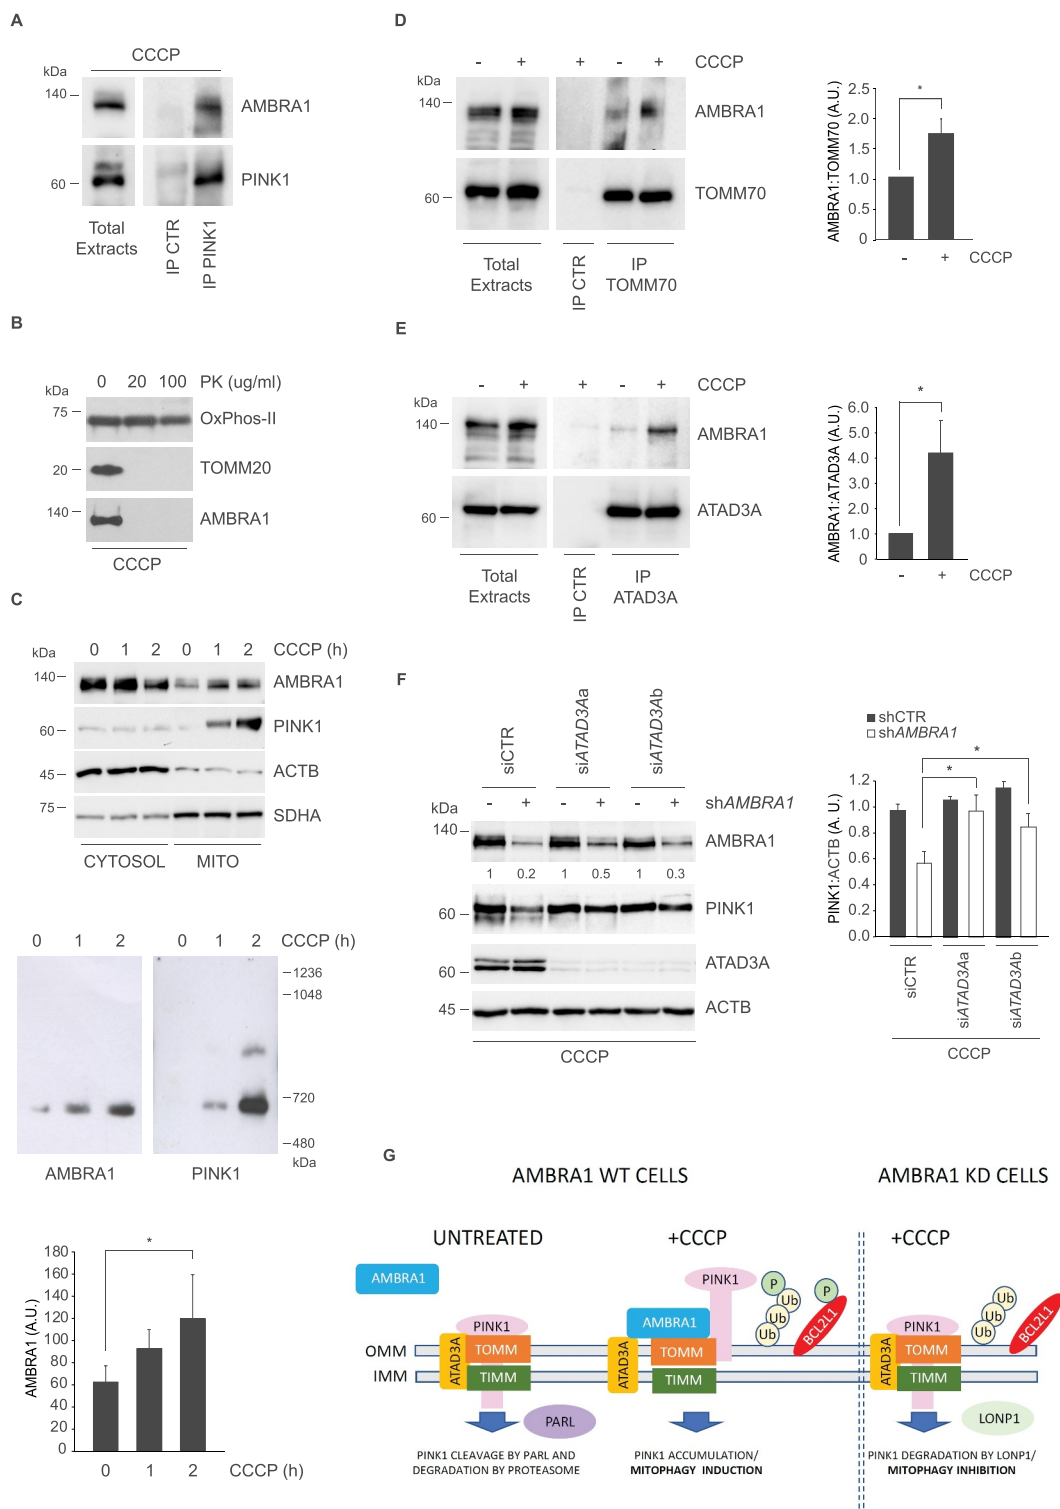 A
CCCP
kDa
140
AMBRA1
60
PINK1
Total
Extracts
IP CTR
IP PINK1
B
kDa
0 20 100 PK (ug/ml)
75
OxPhos-II
20
TOMM20
140
AMBRA1
CCCP
C
kDa
0 1 2 0 1 2 CCCP (h)
140
AMBRA1
60
PINK1
45
ACTB
75
SDHA
CYTOSOL MITO
0 1 2 0 1 2 CCCP (h)
1236
1048
720
480
kDa
AMBRA1 PINK1
AMBRA1 (A.U.)
180
160
140
120
100
80
60
40
20
0
*
0 1 2 CCCP (h)
D
- + + - + CCCP
kDa
140
AMBRA1
60
TOMM70
Total
Extracts
IP CTR
IP
TOMM70
AMBRA1:TOMM70 (A.U.)
2.5
2.0
1.5
1.0
0.5
0
*
- + CCCP
E
- + + - + CCCP
kDa
140
AMBRA1
60
ATAD3A
Total
Extracts
IP CTR
IP
ATAD3A
AMBRA1:ATAD3A (A.U.)
6.0
5.0
4.0
3.0
2.0
1.0
0
*
- + CCCP
F
siCTR
siATAD3Aa
siATAD3Ab
kDa
- + - + - + shAMBRA1
140
AMBRA1
1 0.2 1 0.5 1 0.3
60
PINK1
60
ATAD3A
45
ACTB
CCCP
shCTR
shAMBRA1
PINK1:ACTB (A. U.)
1.2
1.0
0.8
0.6
0.4
0.2
0.0
*
*
siCTR
siATAD3Aa
siATAD3Ab
CCCP
G
AMBRA1 WT CELLS
AMBRA1 KD CELLS
UNTREATED
+CCCP
+CCCP
AMBRA1
PINK1
ATAD3A
TOMM
TIMM
PARL
OMM
IMM
PINK1 CLEAVAGE BY PARL AND
DEGRADATION BY PROTEASOME
PINK1
AMBRA1
ATAD3A
TOMM
TIMM
P
Ub
Ub
Ub
P
BCL2L1
PINK1 ACCUMULATION/
MITOPHAGY INDUCTION
PINK1
ATAD3A
TOMM
TIMM
Ub
Ub
Ub
BCL2L1
LONP1
PINK1 DEGRADATION BY LONP1/
MITOPHAGY INHIBITION